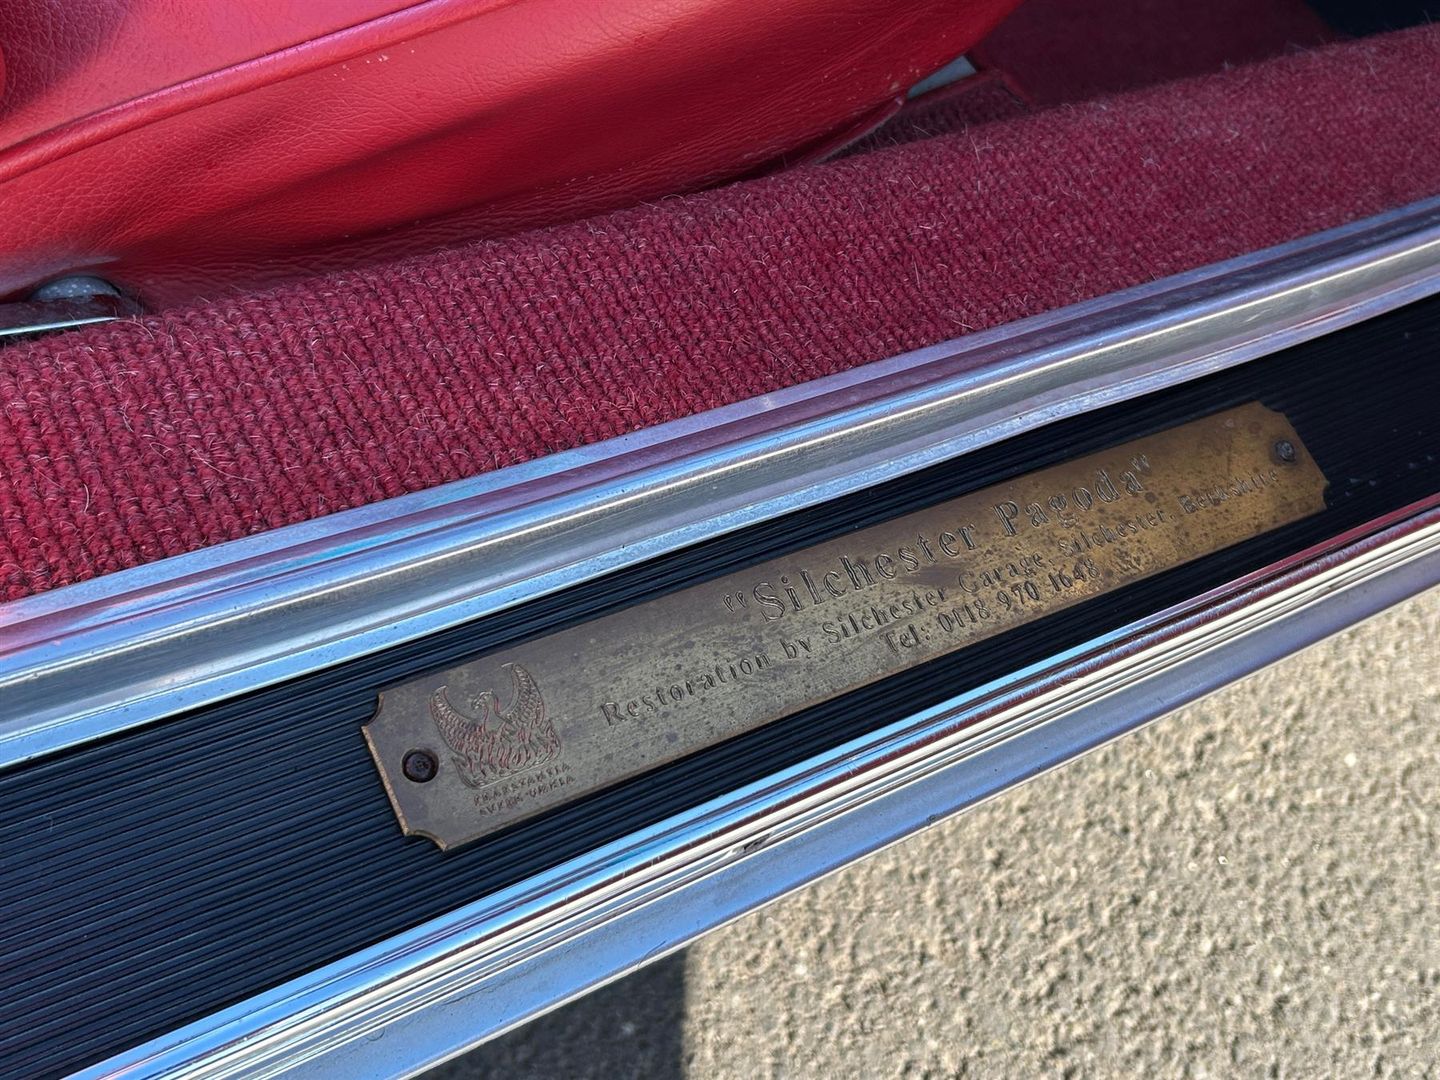 "Silchester Pagoda"
Restoration by Silchester Garage Silchester, Berkshire
Tel: 0118 970 1648